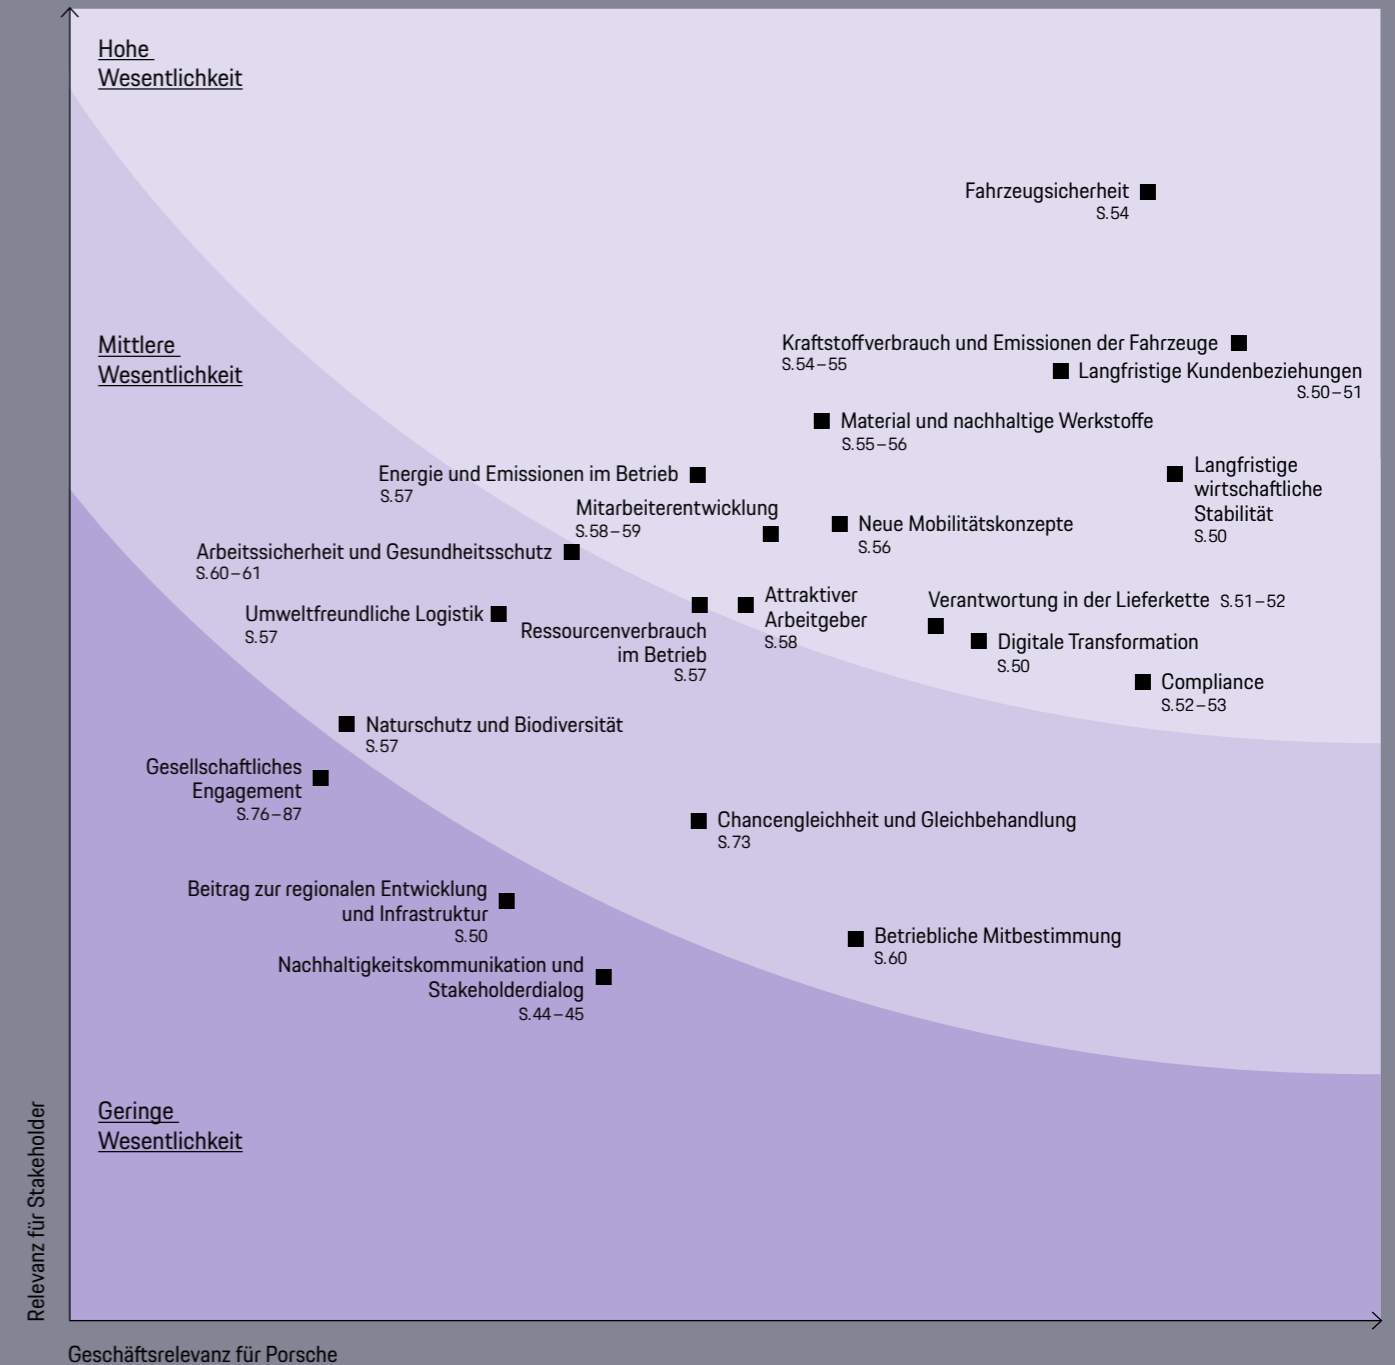 Hohe
Wesentlichkeit
Fahrzeugsicherheit
S. 54
Mittlere
Wesentlichkeit
Kraftstoffverbrauch und Emissionen der Fahrzeuge
S. 54–55
Langfristige Kundenbeziehungen
S. 50–51
Material und nachhaltige Werkstoffe
S. 55–56
Energie und Emissionen im Betrieb
S. 57
Langfristige
wirtschaftliche
Stabilität
S. 50
Mitarbeiterentwicklung
S. 58–59
Neue Mobilitätskonzepte
S. 56
Arbeitssicherheit und Gesundheitsschutz
S. 60–61
Umweltfreundliche Logistik
S. 57
Ressourcenverbrauch
im Betrieb
S. 57
Attraktiver
Arbeitgeber
S. 58
Verantwortung in der Lieferkette S. 51–52
Digitale Transformation
S. 50
Compliance
S. 52–53
Naturschutz und Biodiversität
S. 57
Gesellschaftliches
Engagement
S. 76–87
Chancengleichheit und Gleichbehandlung
S. 73
Beitrag zur regionalen Entwicklung
und Infrastruktur
S. 50
Betriebliche Mitbestimmung
S. 60
Nachhaltigkeitskommunikation und
Stakeholderdialog
S. 44–45
Geringe
Wesentlichkeit
Relevanz für Stakeholder
Geschäftsrelevanz für Porsche